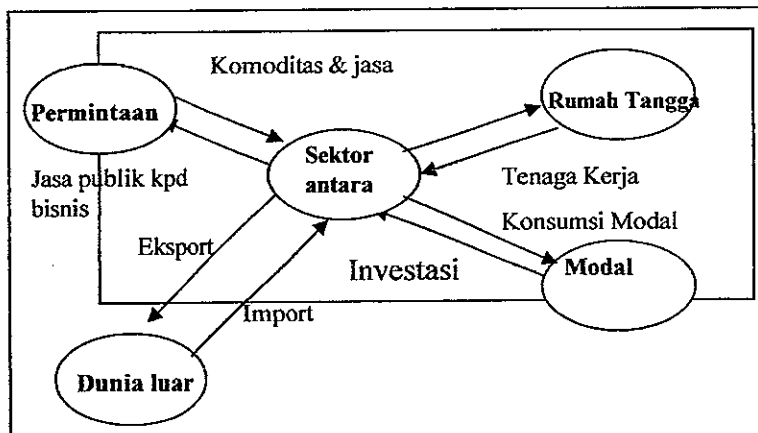 Komoditas & jasa
Permintaan
Rumah Tangga
Sektor
antara
Jasa publik kpd
bisnis
Tenaga Kerja
Konsumsi Modal
Eksport
Investasi
Modal
Import
Dunia luar